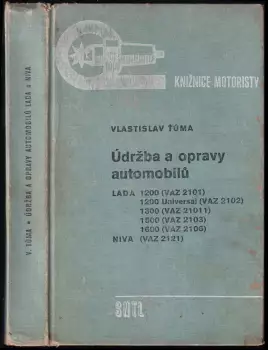 V. TŮMA • ÚDRŽBA A OPRAVY AUTOMOBILŮ LADA a NIVA
KNIŽNICE MOTORISTY
VLASTISLAV TŮMA
Údržba a opravy
automobilů
LADA 1200 (VAZ 2101)
1200 Universal (VAZ 2102)
1300 (VAZ 21011)
1500 (VAZ 2103)
1600 (VAZ 2106)
NIVA (VAZ 2121)
SNTL